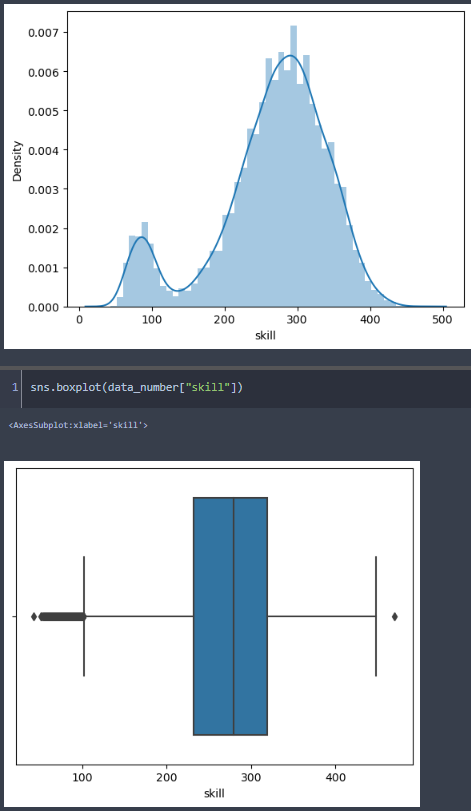 0.007
0.006
0.005
0.004
0.003
0.002
0.001
0.000
Density
0 100 200 300 400 500
skill
1 sns.boxplot(data_number["skill"])
<AxesSubplot:xlabel='skill'>
100 200 300 400
skill